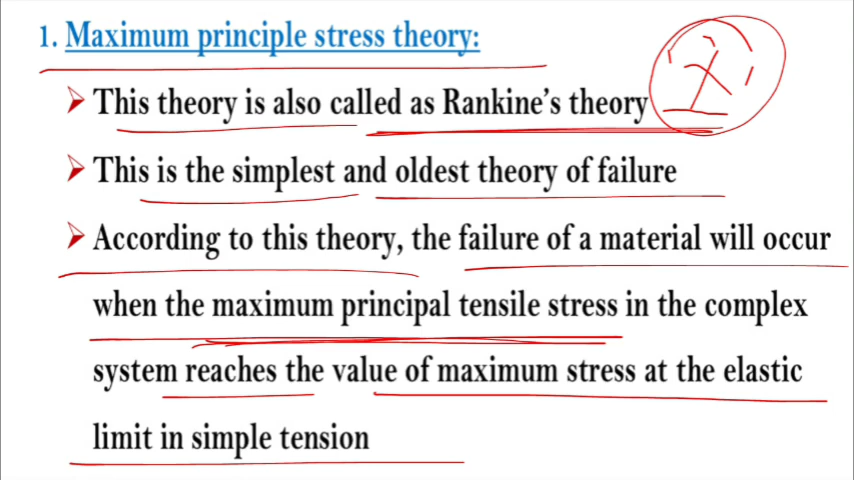 1. Maximum principle stress theory:
➤ This theory is also called as Rankine's theory
➤ This is the simplest and oldest theory of failure
➤ According to this theory, the failure of a material will occur
when the maximum principal tensile stress in the complex
system reaches the value of maximum stress at the elastic
limit in simple tension